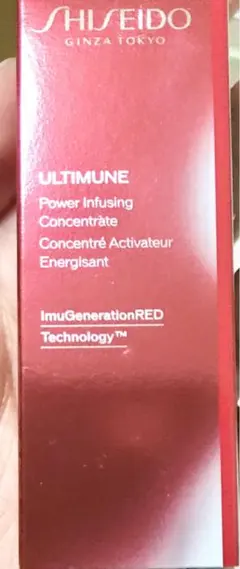 SHISEIDO
GINZA TOKYO
ULTIMUNE
Power Infusing
Concentrate
Concentré Activateur
Energisant
ImuGenerationRED
Technology™